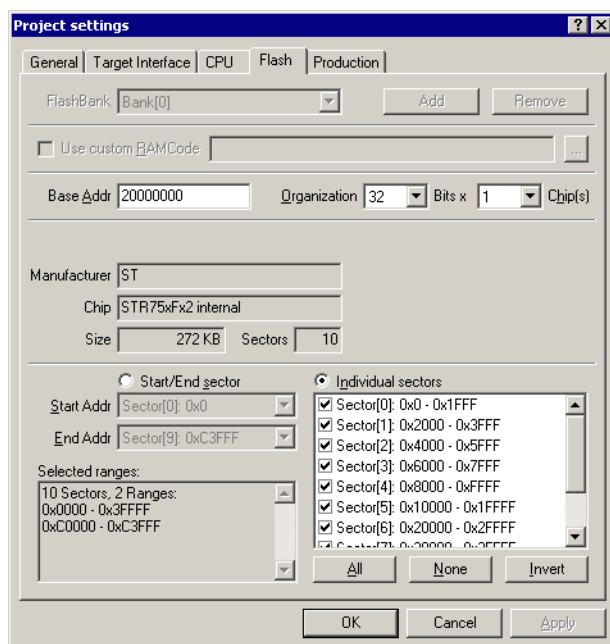 Project settings
General Target Interface CPU Flash Production
FlashBank Bank[0] Add Remove
Use custom RAMCode ...
Base Addr 20000000 Organization 32 Bits x 1 Chip(s)
Manufacturer ST
Chip STR75xFx2 internal
Size 272 KB Sectors 10
Start/End sector Individual sectors
Start Addr Sector[0]: 0x0
End Addr Sector[9]: 0xC3FFF
Selected ranges:
10 Sectors, 2 Ranges:
0x0000 - 0x3FFFF
0xC0000 - 0xC3FFF
Sector[0]: 0x0 - 0x1FFF
Sector[1]: 0x2000 - 0x3FFF
Sector[2]: 0x4000 - 0x5FFF
Sector[3]: 0x6000 - 0x7FFF
Sector[4]: 0x8000 - 0xFFFF
Sector[5]: 0x10000 - 0x1FFFF
Sector[6]: 0x20000 - 0x2FFFF
All None Invert
OK Cancel Apply